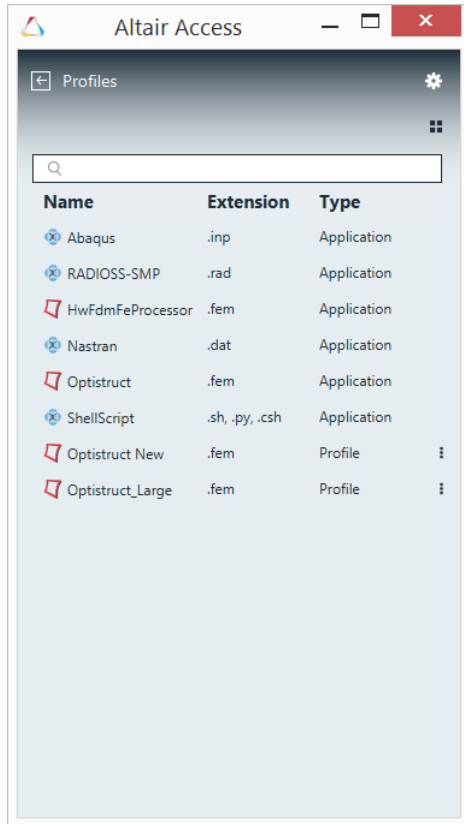 Altair Access
Profiles
Name Extension Type
Abaqus .inp Application
RADIOSS-SMP .rad Application
HwFdmFeProcessor .fem Application
Nastran .dat Application
Optistruct .fem Application
ShellScript .sh, .py, .csh Application
Optistruct New .fem Profile
Optistruct_Large .fem Profile